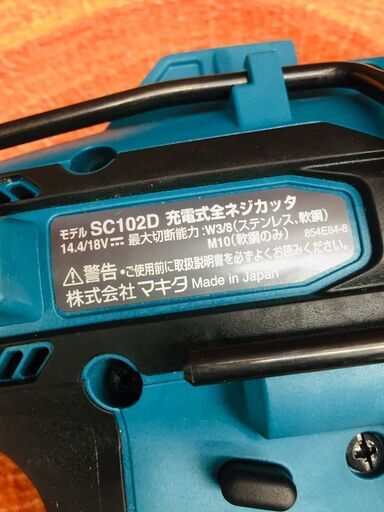 モデル SC102D 充電式全ネジカッタ
14.4/18V⎓ 最大切断能力:W3/8(ステンレス、軟鋼)
M10(軟鋼のみ) 854E84-8
⚠警告・ご使用前に取扱説明書を必ずよくお読みください。
株式会社マキタ Made in Japan